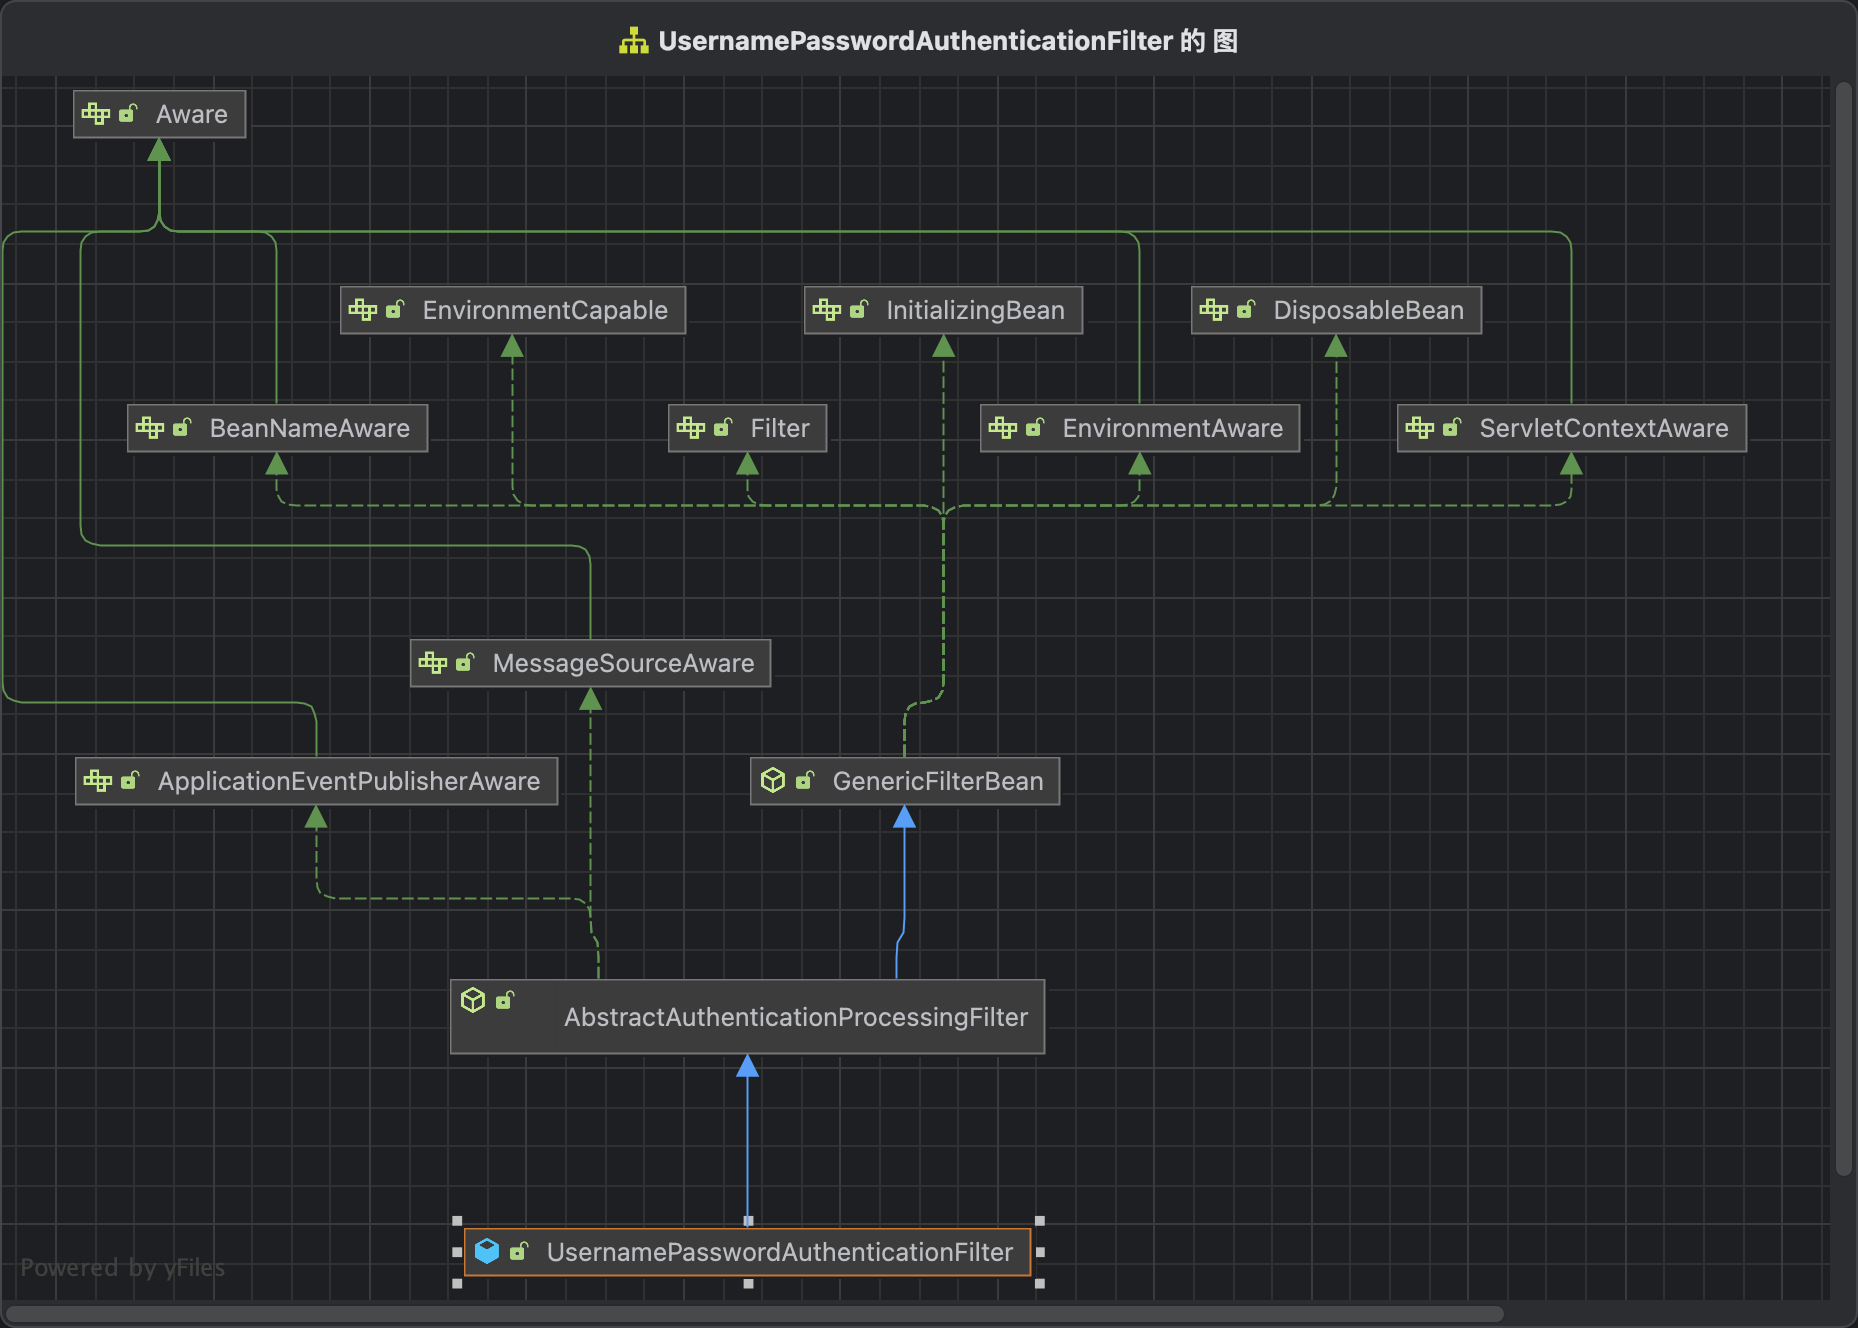 UsernamePasswordAuthenticationFilter 的 图
Aware
EnvironmentCapable
InitializingBean
DisposableBean
BeanNameAware
Filter
EnvironmentAware
ServletContextAware
MessageSourceAware
ApplicationEventPublisherAware
GenericFilterBean
AbstractAuthenticationProcessingFilter
UsernamePasswordAuthenticationFilter
Powered by yFiles